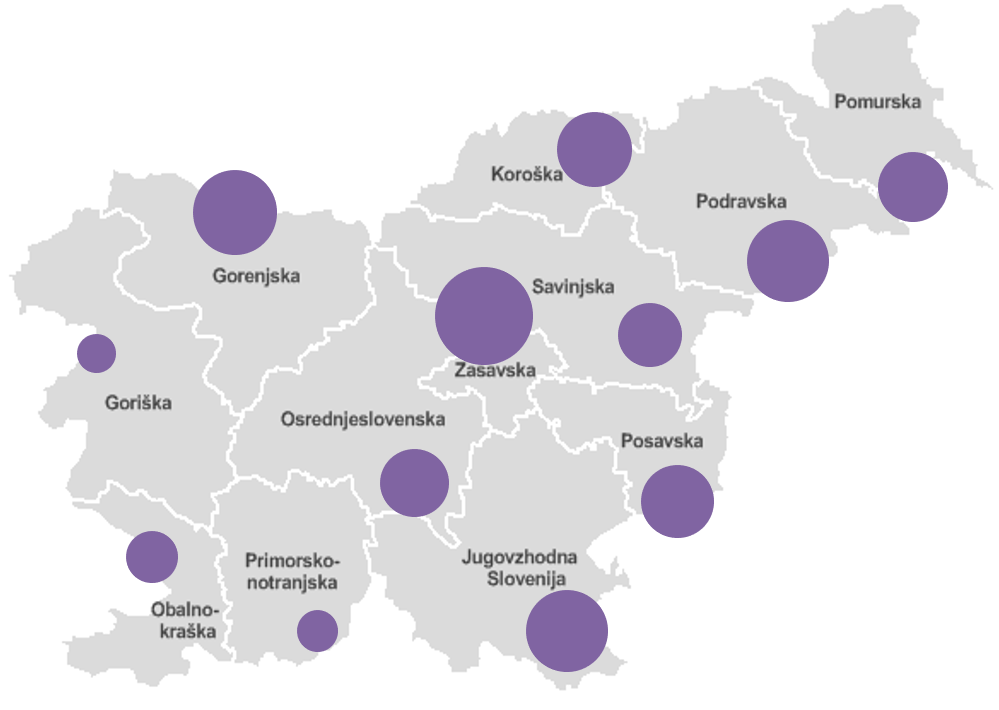 Pomurska
Koroška
Podravska
Gorenjska
Savinjska
Zasavska
Goriška
Osrednjeslovenska
Posavska
Primorsko-
notranjska
Jugovzhodna
Slovenija
Obalno-
kraška